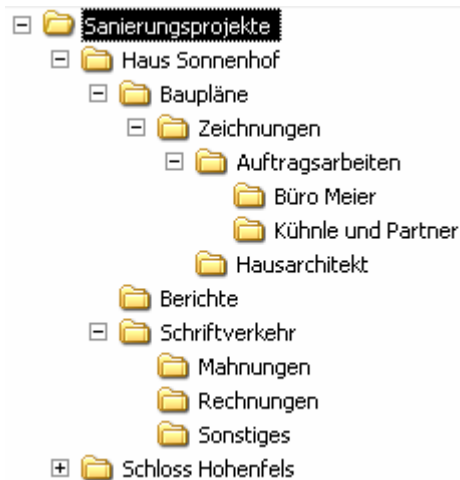 Sanierungsprojekte
Haus Sonnenhof
Baupläne
Zeichnungen
Auftragsarbeiten
Büro Meier
Kühnle und Partner
Hausarchitekt
Berichte
Schriftverkehr
Mahnungen
Rechnungen
Sonstiges
Schloss Hohenfels